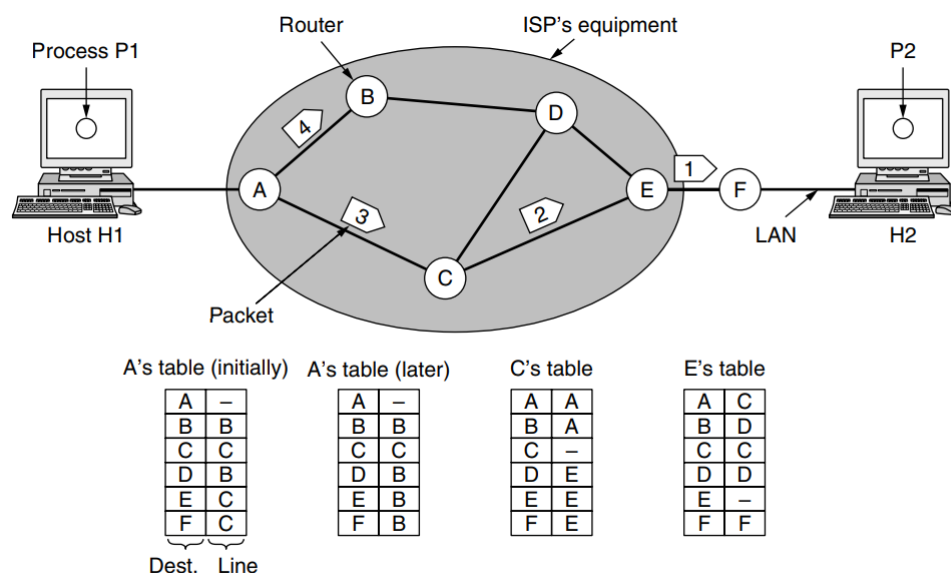 Router
ISP's equipment
Process P1
P2
B
D
4
1
A
E
F
3
2
Host H1
LAN
H2
C
Packet
A's table (initially)
A – 
B B
C C
D B
E C
F C
Dest. Line
A's table (later)
A –
B B
C C
D B
E B
F B
C's table
A A
B A
C –
D E
E E
F E
E's table
A C
B D
C C
D D
E –
F F